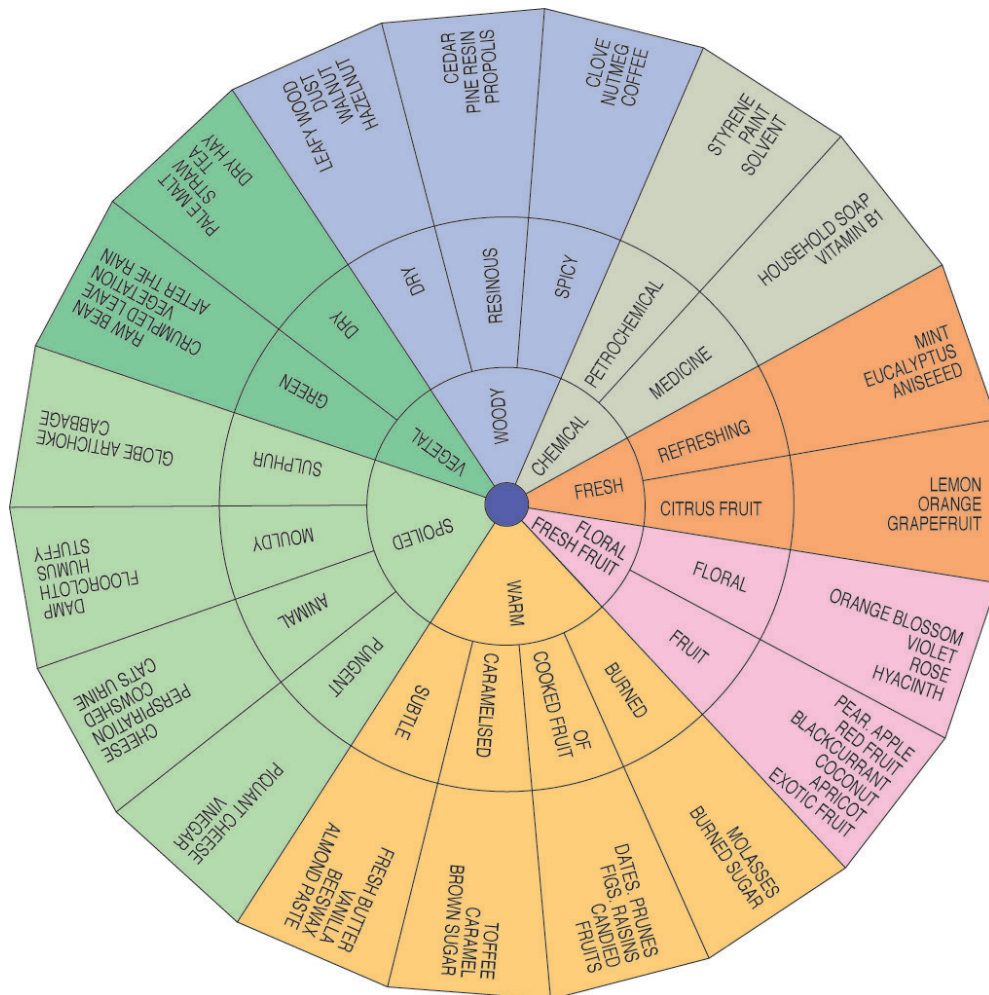 WOODY
DRY
LEAFY WOOD
DUST
WALNUT
HAZELNUT
RESINOUS
CEDAR
PINE RESIN
PROPOLIS
SPICY
CLOVE
NUTMEG
COFFEE
CHEMICAL
PETROCHEMICAL
STYRENE
PAINT
SOLVENT
MEDICINE
HOUSEHOLD SOAP
VITAMIN B1
FRESH
REFRESHING
MINT
EUCALYPTUS
ANISEEED
CITRUS FRUIT
LEMON
ORANGE
GRAPEFRUIT
FLORAL
FRESH FRUIT
FLORAL
ORANGE BLOSSOM
VIOLET
ROSE
HYACINTH
FRUIT
PEAR. APPLE
RED FRUIT
BLACKCURRANT
COCONUT
APRICOT
EXOTIC FRUIT
WARM
BURNED
MOLASSES
BURNED SUGAR
OF
COOKED FRUIT
DATES. PRUNES
FIGS. RAISINS
CANDIED
FRUITS
CARAMELISED
TOFFEE
CARAMEL
BROWN SUGAR
SUBTLE
FRESH BUTTER
VANILLA
BEESWAX
ALMOND PASTE
SPOILED
PUNGENT
PIQUANT CHEESE
VINEGAR
ANIMAL
CHEESE
PERSPIRATION
COWSHED
CAT'S URINE
MOULDY
DAMP
FLOORCLOTH
HUMUS
STUFFY
SULPHUR
GLOBE ARTICHOKE
CABBAGE
VEGETAL
GREEN
RAW BEAN
CRUMPLED LEAVE
VEGETATION
AFTER THE RAIN
DRY
PALE MALT
STRAW
TEA
DRY HAY